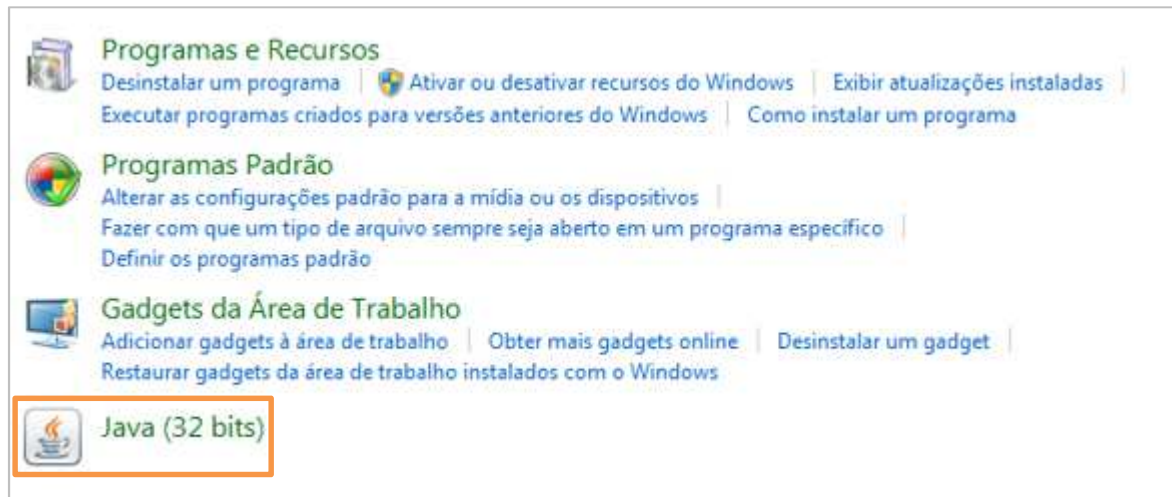 Programas e Recursos
Desinstalar um programa Ativar ou desativar recursos do Windows Exibir atualizações instaladas
Executar programas criados para versões anteriores do Windows Como instalar um programa
Programas Padrão
Alterar as configurações padrão para a mídia ou os dispositivos
Fazer com que um tipo de arquivo sempre seja aberto em um programa específico
Definir os programas padrão
Gadgets da Área de Trabalho
Adicionar gadgets à área de trabalho Obter mais gadgets online Desinstalar um gadget
Restaurar gadgets da área de trabalho instalados com o Windows
Java (32 bits)